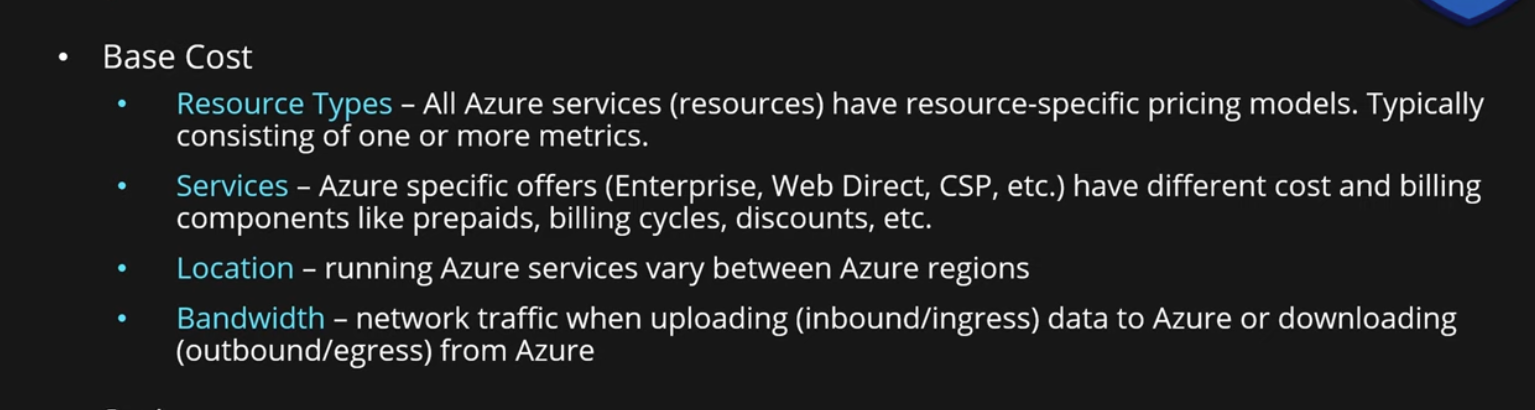 • Base Cost
• Resource Types – All Azure services (resources) have resource-specific pricing models. Typically
consisting of one or more metrics.
• Services – Azure specific offers (Enterprise, Web Direct, CSP, etc.) have different cost and billing
components like prepaids, billing cycles, discounts, etc.
• Location – running Azure services vary between Azure regions
• Bandwidth – network traffic when uploading (inbound/ingress) data to Azure or downloading
(outbound/egress) from Azure